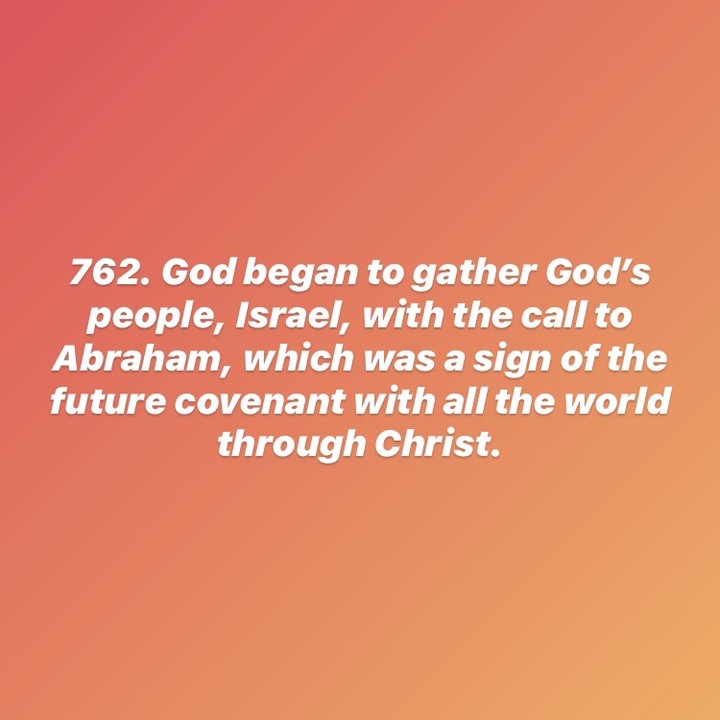 762. God began to gather God’s
people, Israel, with the call to
Abraham, which was a sign of the
future covenant with all the world
through Christ.